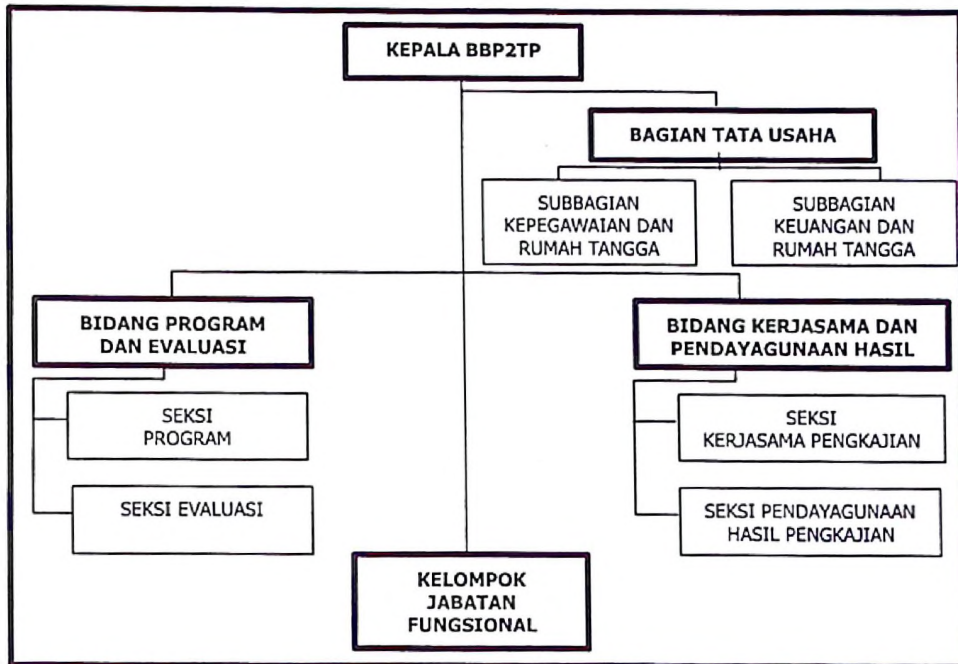 KEPALA BBP2TP
BAGIAN TATA USAHA
SUBBAGIAN
KEPEGAWAIAN DAN
RUMAH TANGGA
SUBBAGIAN
KEUANGAN DAN
RUMAH TANGGA
BIDANG PROGRAM
DAN EVALUASI
BIDANG KERJASAMA DAN
PENDAYAGUNAAN HASIL
SEKSI
PROGRAM
SEKSI
KERJASAMA PENGKAJIAN
SEKSI EVALUASI
SEKSI PENDAYAGUNAAN
HASIL PENGKAJIAN
KELOMPOK
JABATAN
FUNGSIONAL